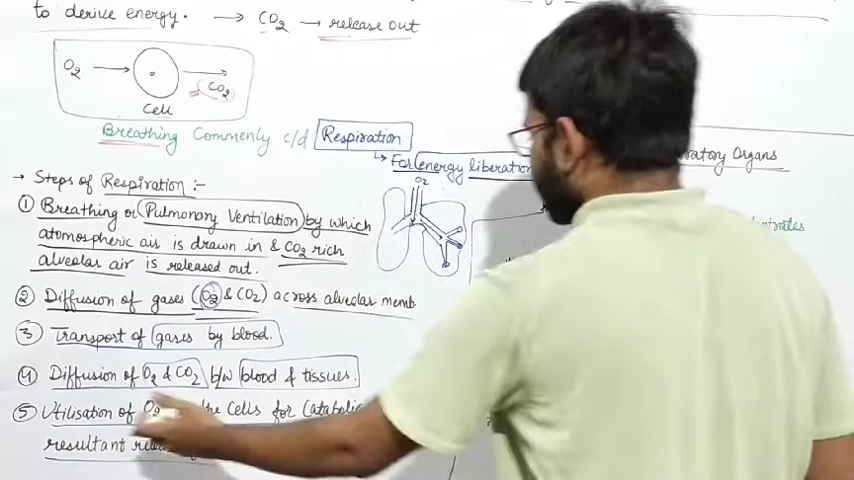 to derive energy. → CO2 → release out
O2 → → CO2
Cell
Breathing Commonly c/d Respiration
↳ For energy liberation
→ Steps of Respiration :-
① Breathing or Pulmonary Ventilation by which
atomospheric air is drawn in & CO2 rich
alveolar air is released out.
② Diffusion of gases (O2 & CO2) across alveolar memb.
③ Transport of gases by blood.
④ Diffusion of O2 & CO2 b/w blood & tissues.
⑤ Utilisation of O2 the Cells for Catabolic
resultant
O2
Organs